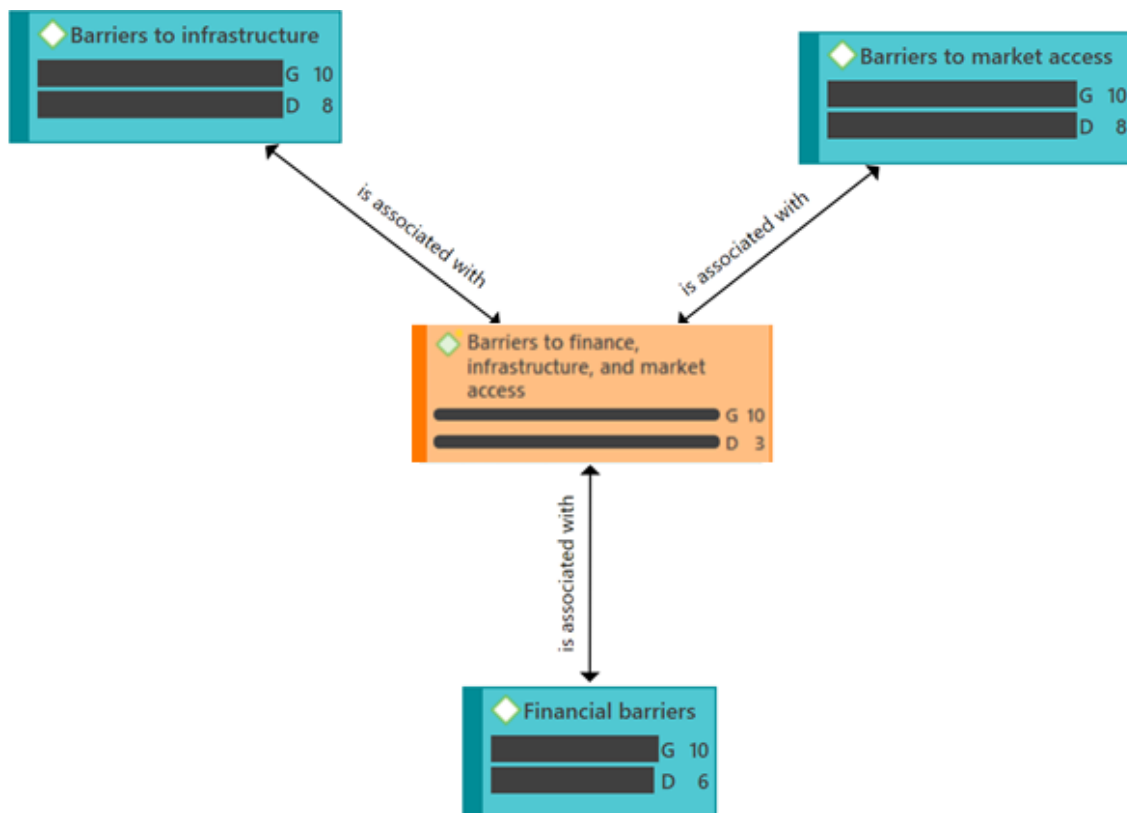 Barriers to infrastructure
G 10
D 8
Barriers to market access
G 10
D 8
is associated with
is associated with
Barriers to finance,
infrastructure, and market
access
G 10
D 3
is associated with
Financial barriers
G 10
D 6